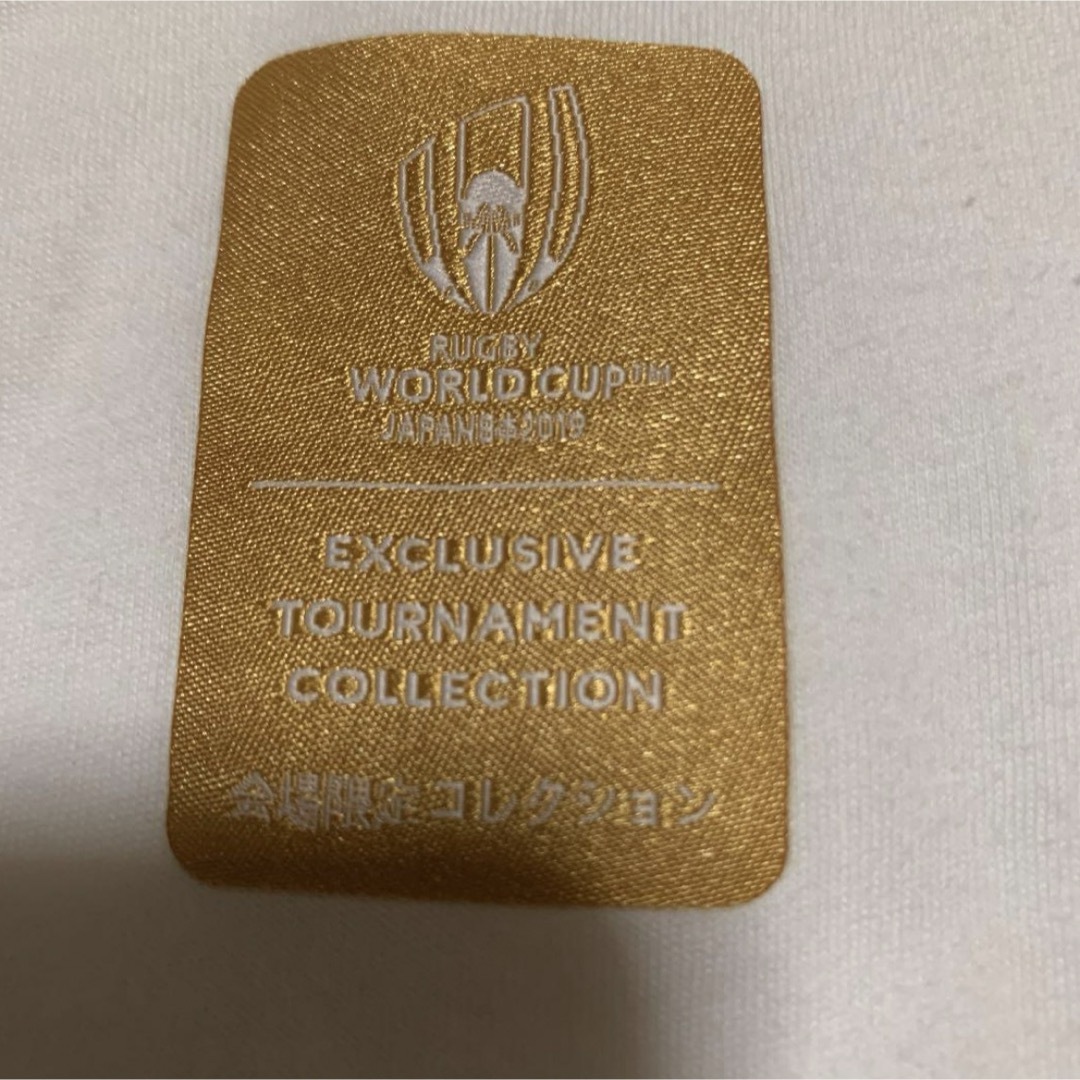 RUGBY
WORLD CUP™
JAPAN日本2019
EXCLUSIVE
TOURNAMENT
COLLECTION
会場限定コレクション